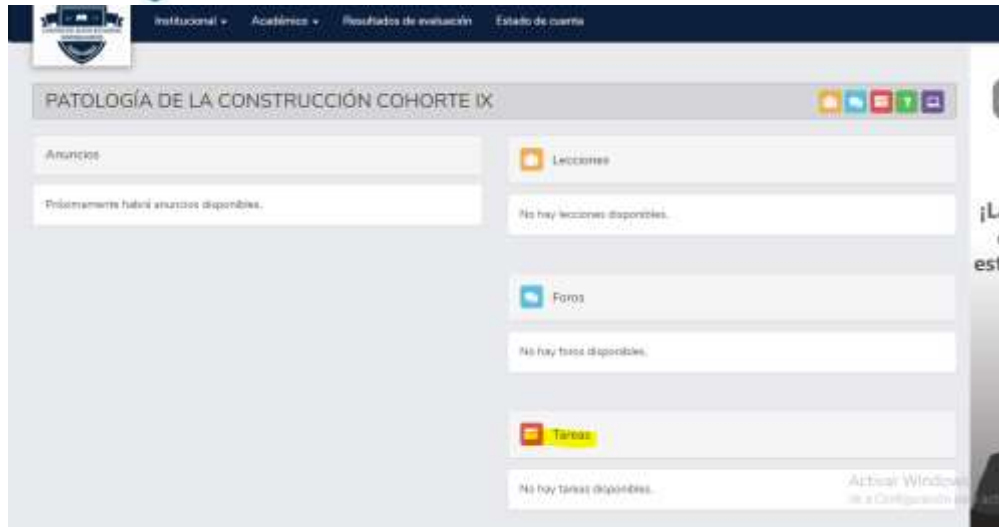 Institucional Académico Resultados de evaluación Estado de cuenta
PATOLOGÍA DE LA CONSTRUCCIÓN COHORTE IX
Anuncios
Próximamente habrá anuncios disponibles.
Lecciones
No hay lecciones disponibles.
Foros
No hay foros disponibles.
Tareas
No hay tareas disponibles.
¡L
est
Activar Windows